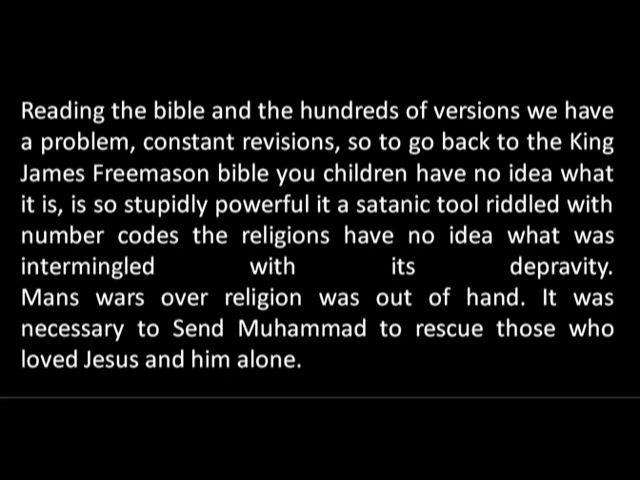 Reading the bible and the hundreds of versions we have
a problem, constant revisions, so to go back to the King
James Freemason bible you children have no idea what
it is, is so stupidly powerful it a satanic tool riddled with
number codes the religions have no idea what was
intermingled with its depravity.
Mans wars over religion was out of hand. It was
necessary to Send Muhammad to rescue those who
loved Jesus and him alone.